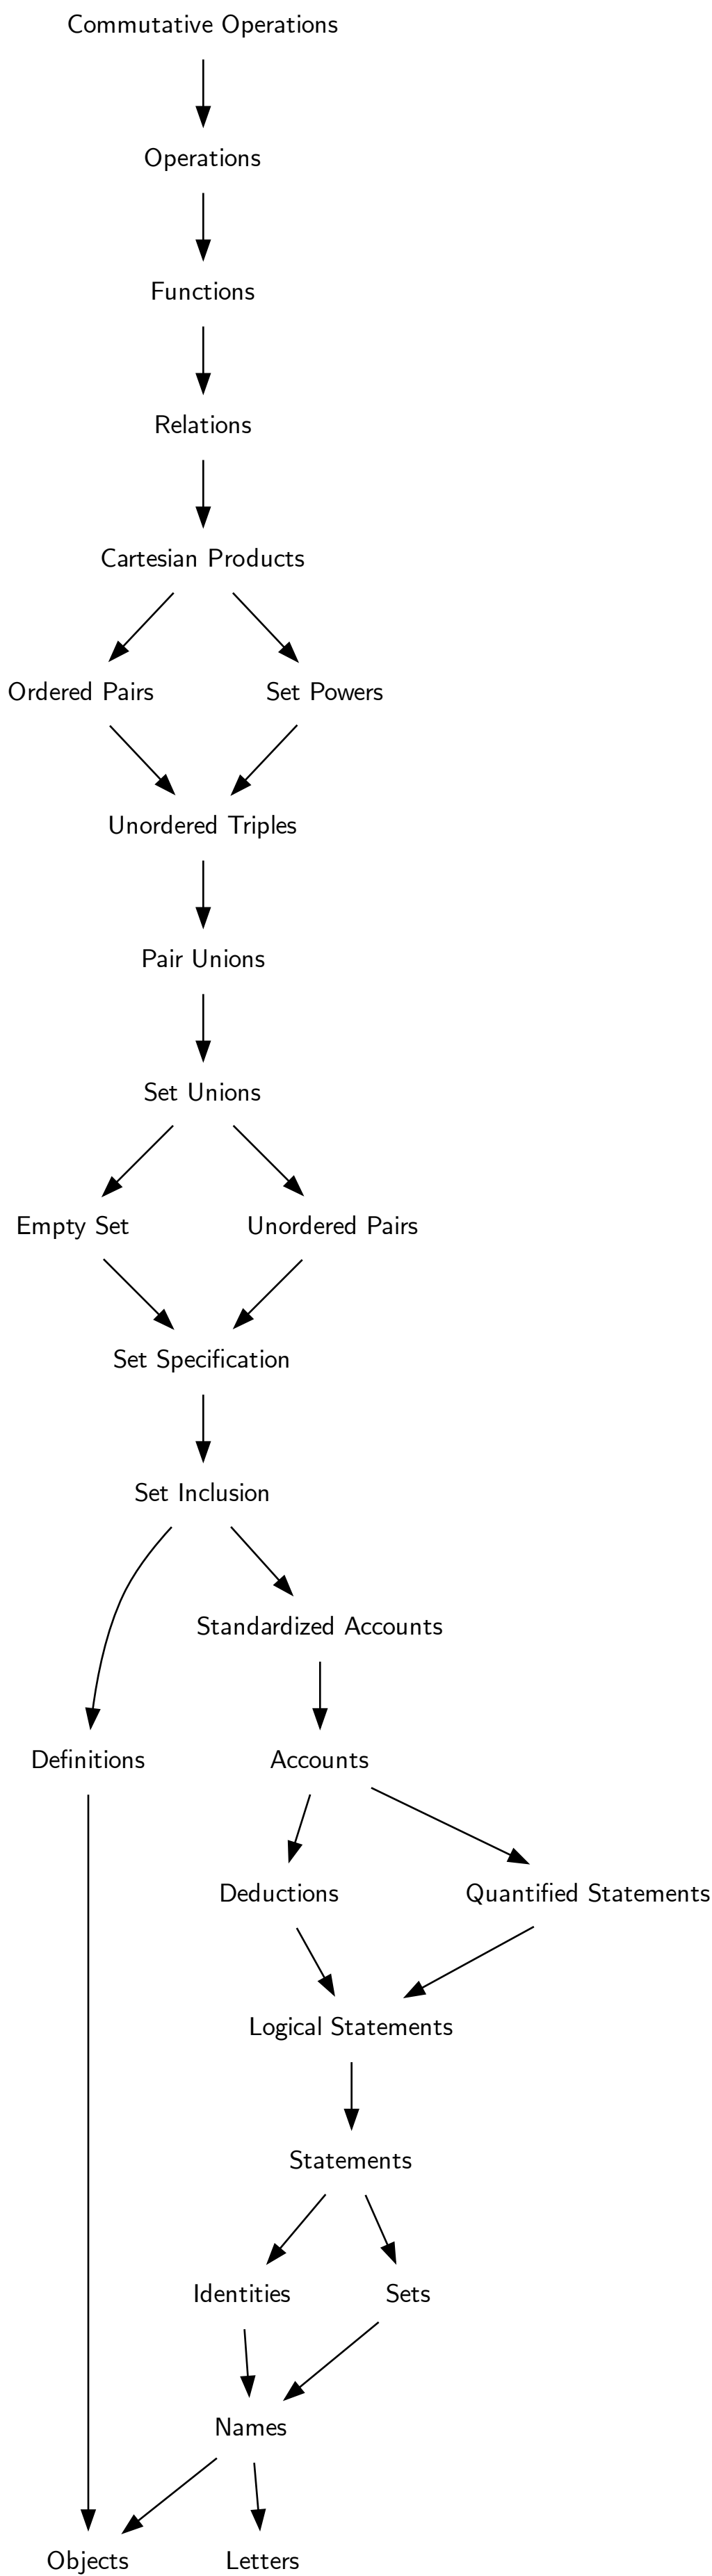 Commutative Operations
Operations
Functions
Relations
Cartesian Products
Ordered Pairs
Set Powers
Unordered Triples
Pair Unions
Set Unions
Empty Set
Unordered Pairs
Set Specification
Set Inclusion
Standardized Accounts
Definitions
Accounts
Deductions
Quantified Statements
Logical Statements
Statements
Identities
Sets
Names
Objects
Letters